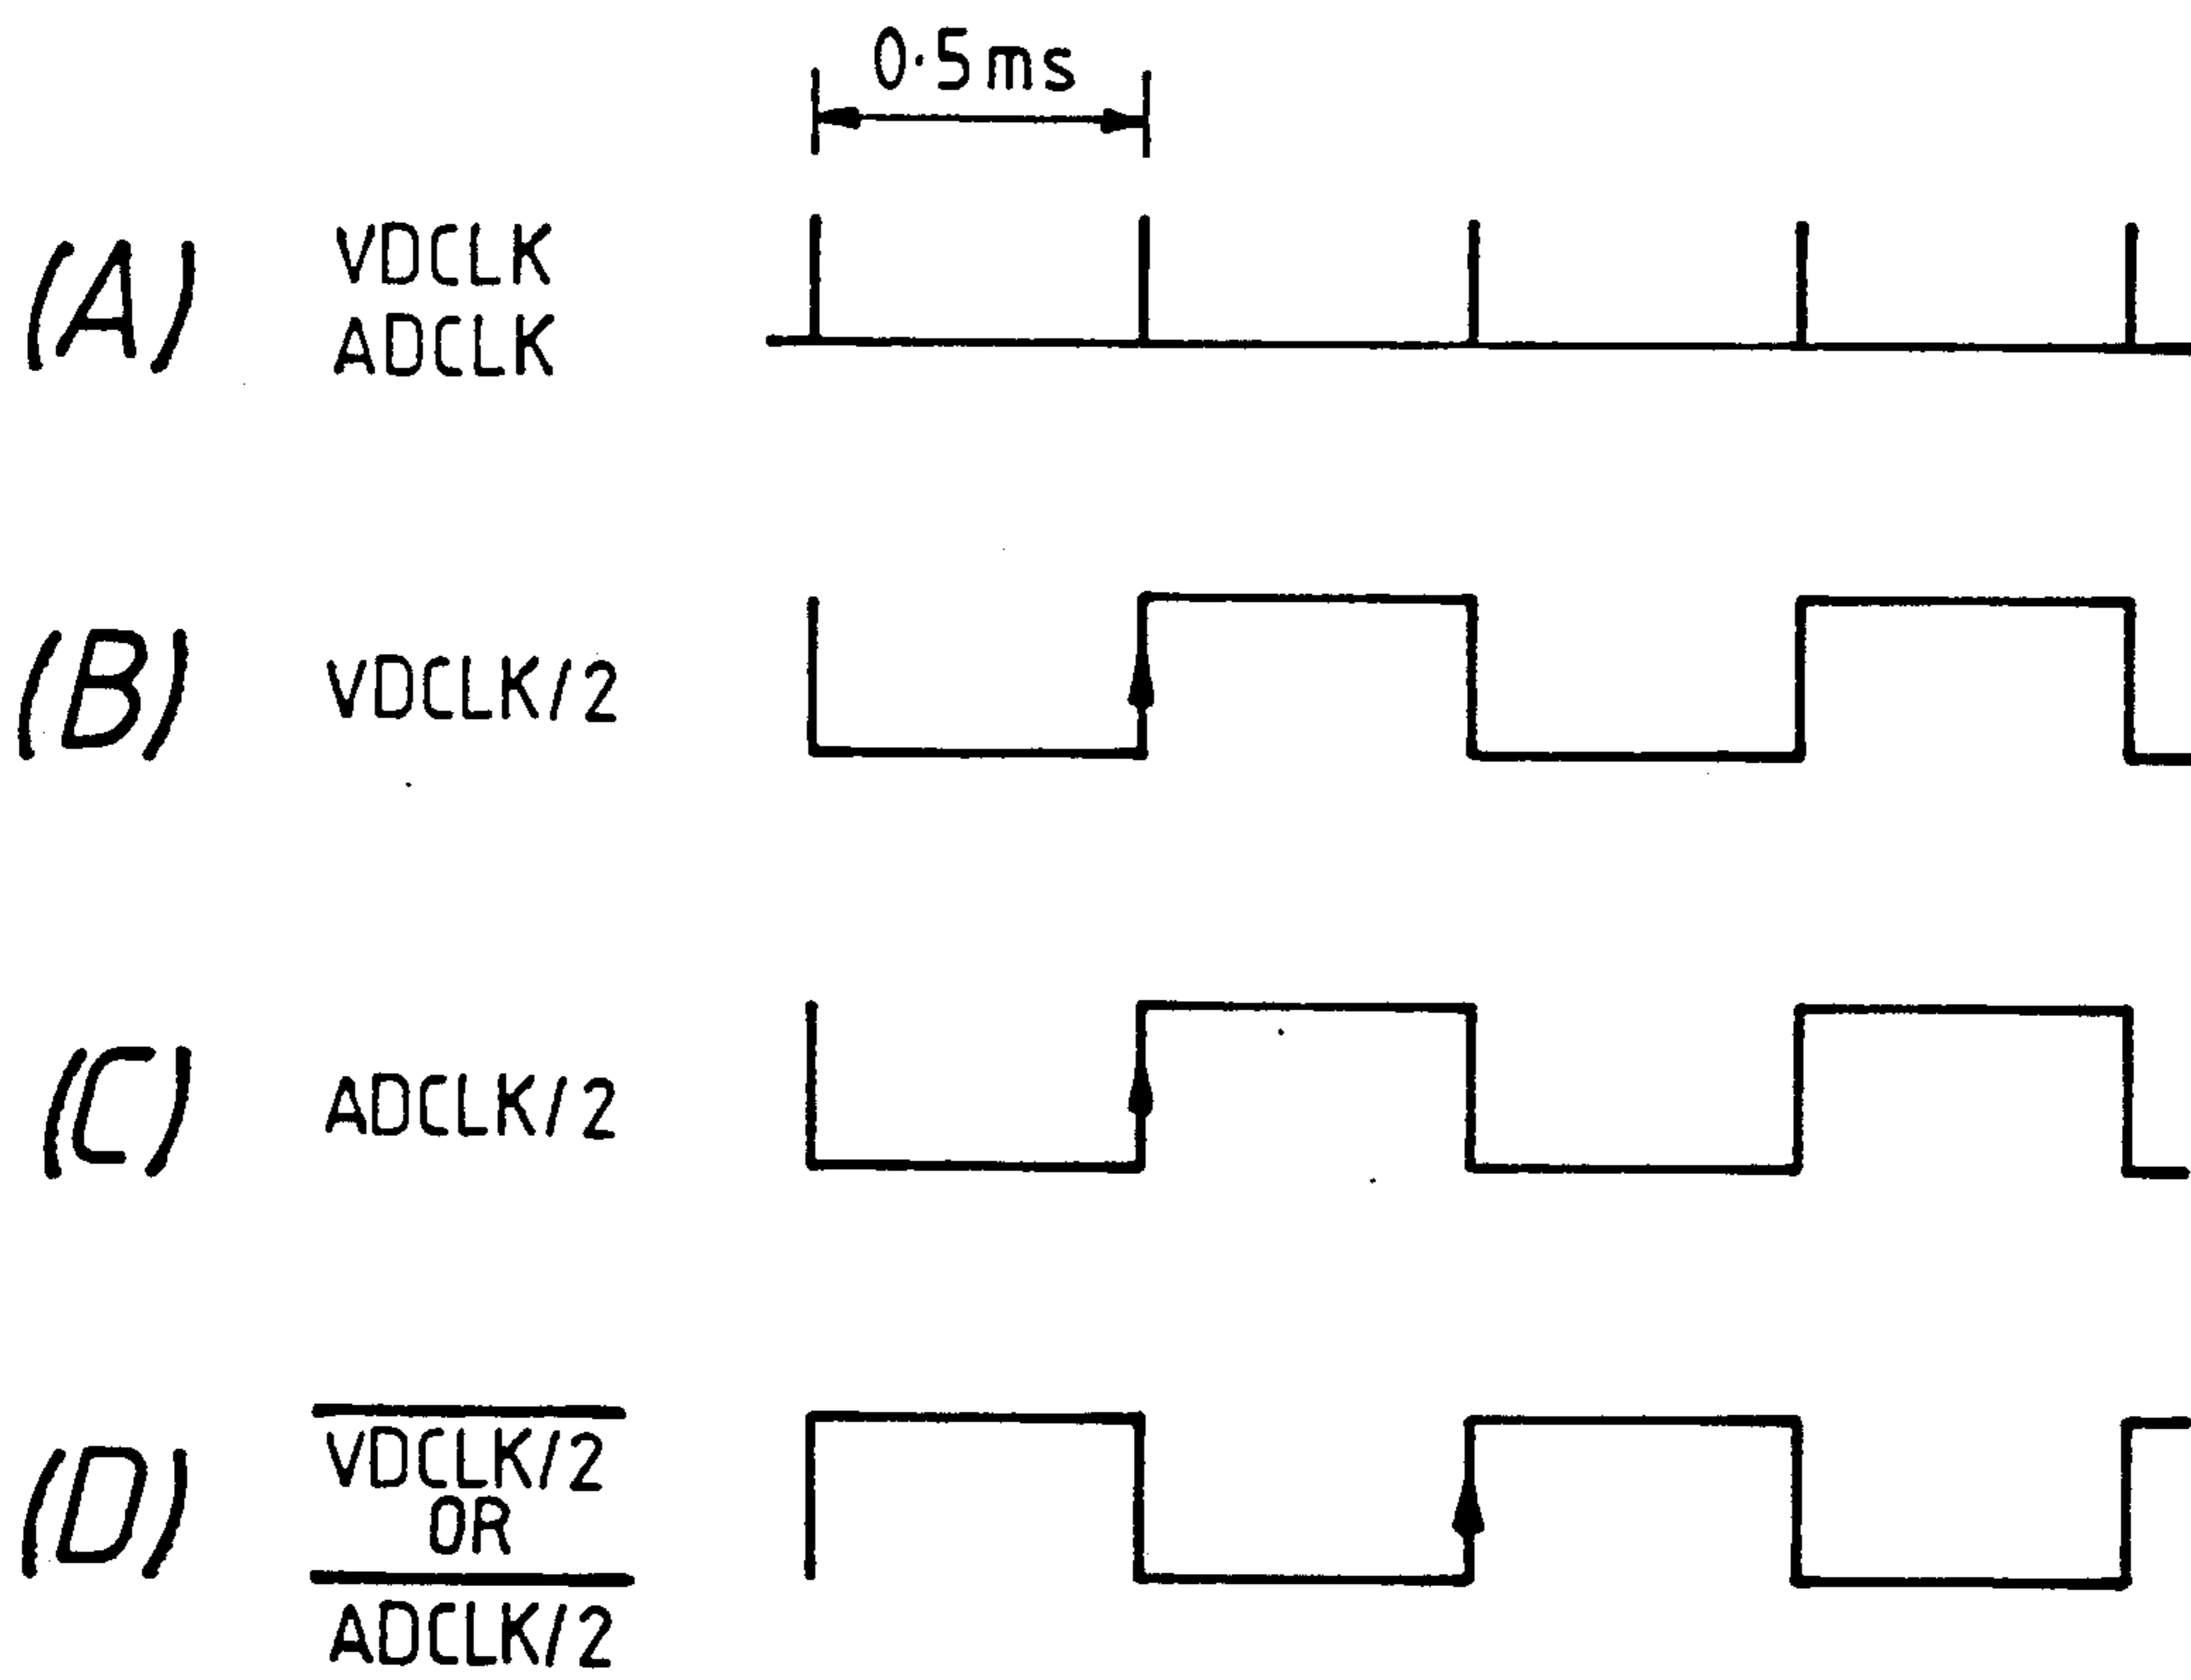 0·5ms
(A) VDCLK
ADCLK
(B) VDCLK/2
(C) ADCLK/2
(D) VDCLK/2
OR
ADCLK/2